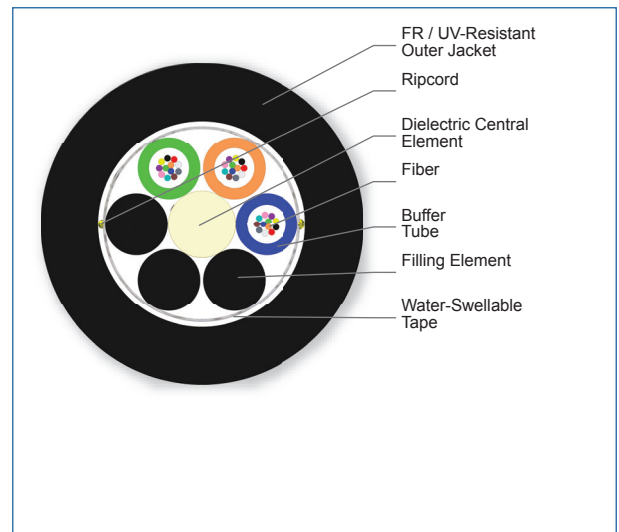 FR / UV-Resistant
Outer Jacket
Ripcord
Dielectric Central
Element
Fiber
Buffer
Tube
Filling Element
Water-Swellable
Tape